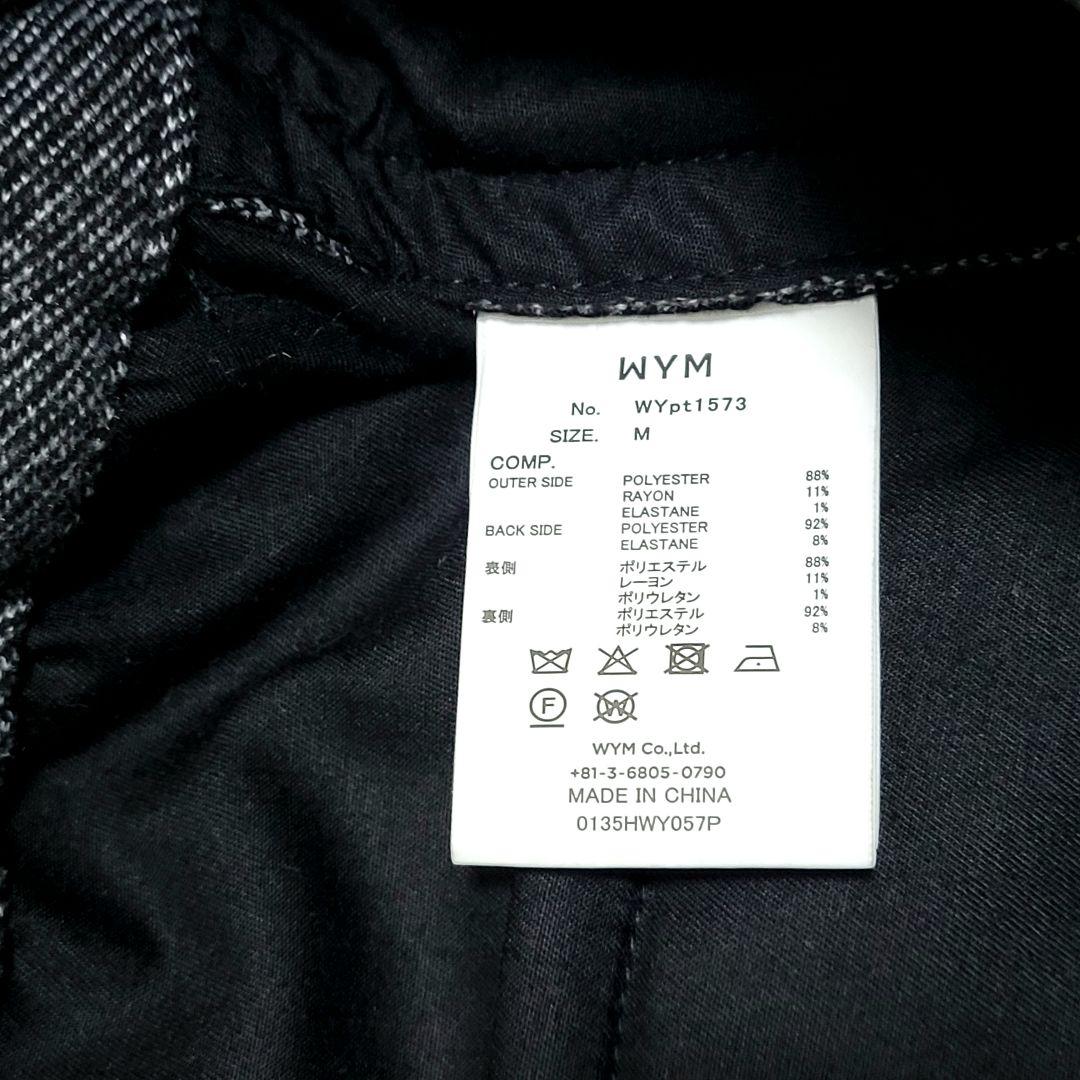 WYM
No. WYpt1573
SIZE. M
COMP.
OUTER SIDE POLYESTER 88%
RAYON 11%
ELASTANE 1%
BACK SIDE POLYESTER 92%
ELASTANE 8%
表側 ポリエステル 88%
レーヨン 11%
ポリウレタン 1%
裏側 ポリエステル 92%
ポリウレタン 8%
F W
WYM Co.,Ltd.
+81-3-6805-0790
MADE IN CHINA
0135HWY057P